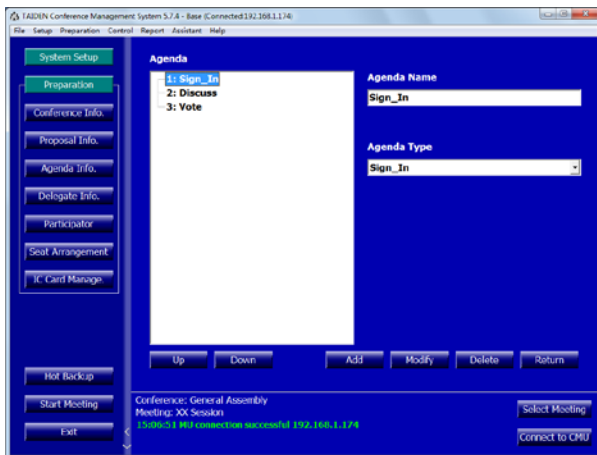 TAIDEN Conference Management System 5.7.4 - Base (Connected:192.168.1.174)
File Setup Preparation Control Report Assistant Help
System Setup
Preparation
Conference Info.
Proposal Info.
Agenda Info.
Delegate Info.
Participator
Seat Arrangement
IC Card Manage.
Hot Backup
Start Meeting
Exit
Agenda
1: Sign_In
2: Discuss
3: Vote
Agenda Name
Sign_In
Agenda Type
Sign_In
Up Down Add Modify Delete Return
Conference: General Assembly
Meeting: XX Session
15:06:51 MU connection successful 192.168.1.174
Select Meeting
Connect to CMU